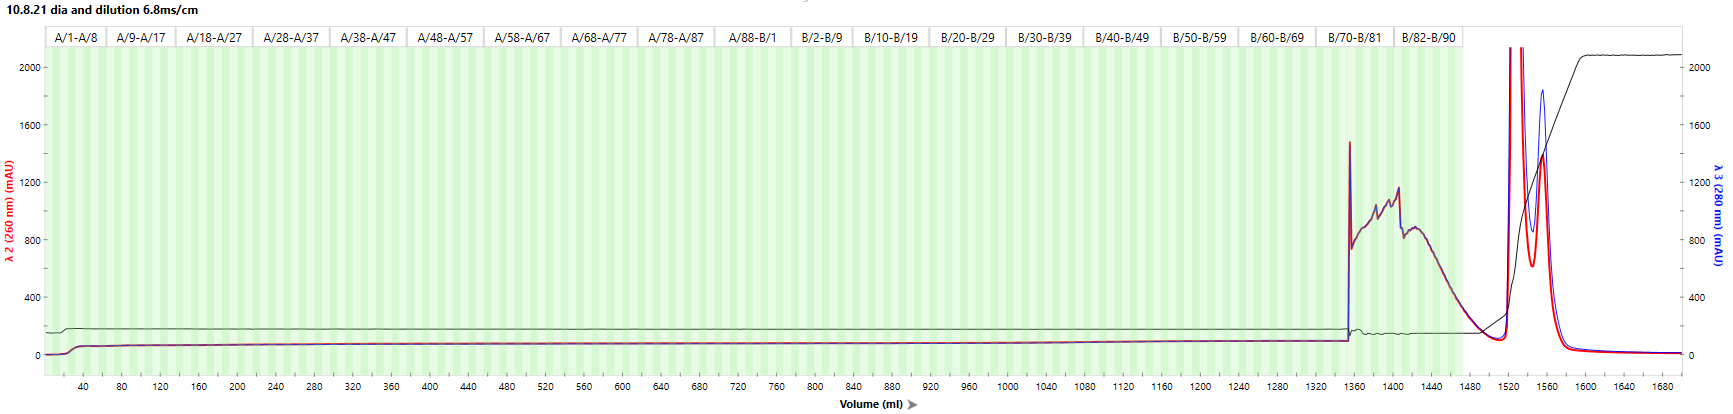 10.8.21 dia and dilution 6.8ms/cm
A/1-A/8 A/9-A/17 A/18-A/27 A/28-A/37 A/38-A/47 A/48-A/57 A/58-A/67 A/68-A/77 A/78-A/87 A/88-B/1 B/2-B/9 B/10-B/19 B/20-B/29 B/30-B/39 B/40-B/49 B/50-B/59 B/60-B/69 B/70-B/81 B/82-B/90
2000 2000
1600 1600
1200 1200
800 800
400 400
0 0
λ 2 (260 nm) (mAU)
λ 3 (280 nm) (mAU)
40 80 120 160 200 240 280 320 360 400 440 480 520 560 600 640 680 720 760 800 840 880 920 960 1000 1040 1080 1120 1160 1200 1240 1280 1320 1360 1400 1440 1480 1520 1560 1600 1640 1680
Volume (ml)